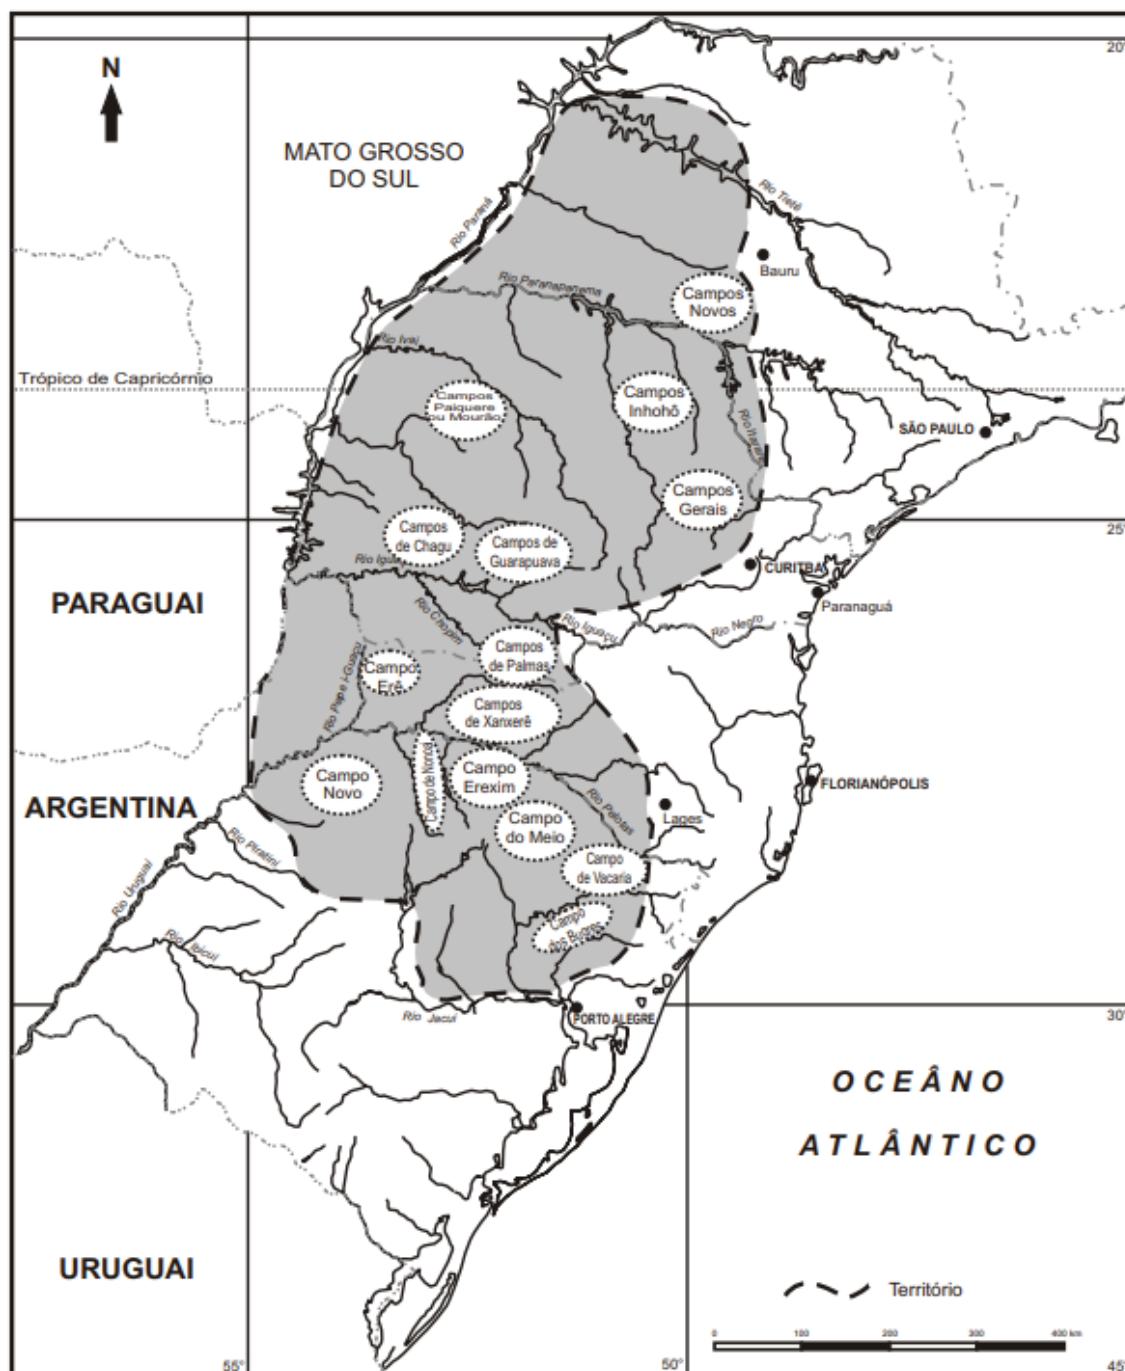 20°
N
MATO GROSSO
DO SUL
Rio Paraná
Rio Tietê
Bauru
Rio Paranapanema
Campos
Novos
Rio Ivaí
Trópico de Capricórnio
Campos
Paiquere
ou Mourão
Campos
Inhohô
Rio Itararé
SÃO PAULO
Campos
Gerais
25°
Campos
de Chagu
Campos de
Guarapuava
Rio Igu
CURITBA
PARAGUAI
Paranaguá
Rio Chopim
Rio Iguaçu
Rio Negro
Campos
de Palmas
Campo
Erê
Rio Pepei-Guaçu
Campos
de Xanxerê
Campo
Novo
Campo de Nonoai
Campo
Erexim
FLORIANÓPOLIS
ARGENTINA
Lages
Rio Pelotas
Campo
do Meio
Rio Piratini
Campo
de Vacaria
Rio Uruguai
Campo
dos Bugres
Rio Ibicuí
Rio Jacuí
PORTO ALEGRE
30°
OCEÂNO
ATLÂNTICO
URUGUAI
Território
0 100 200 300 400 km
55°
50°
45°